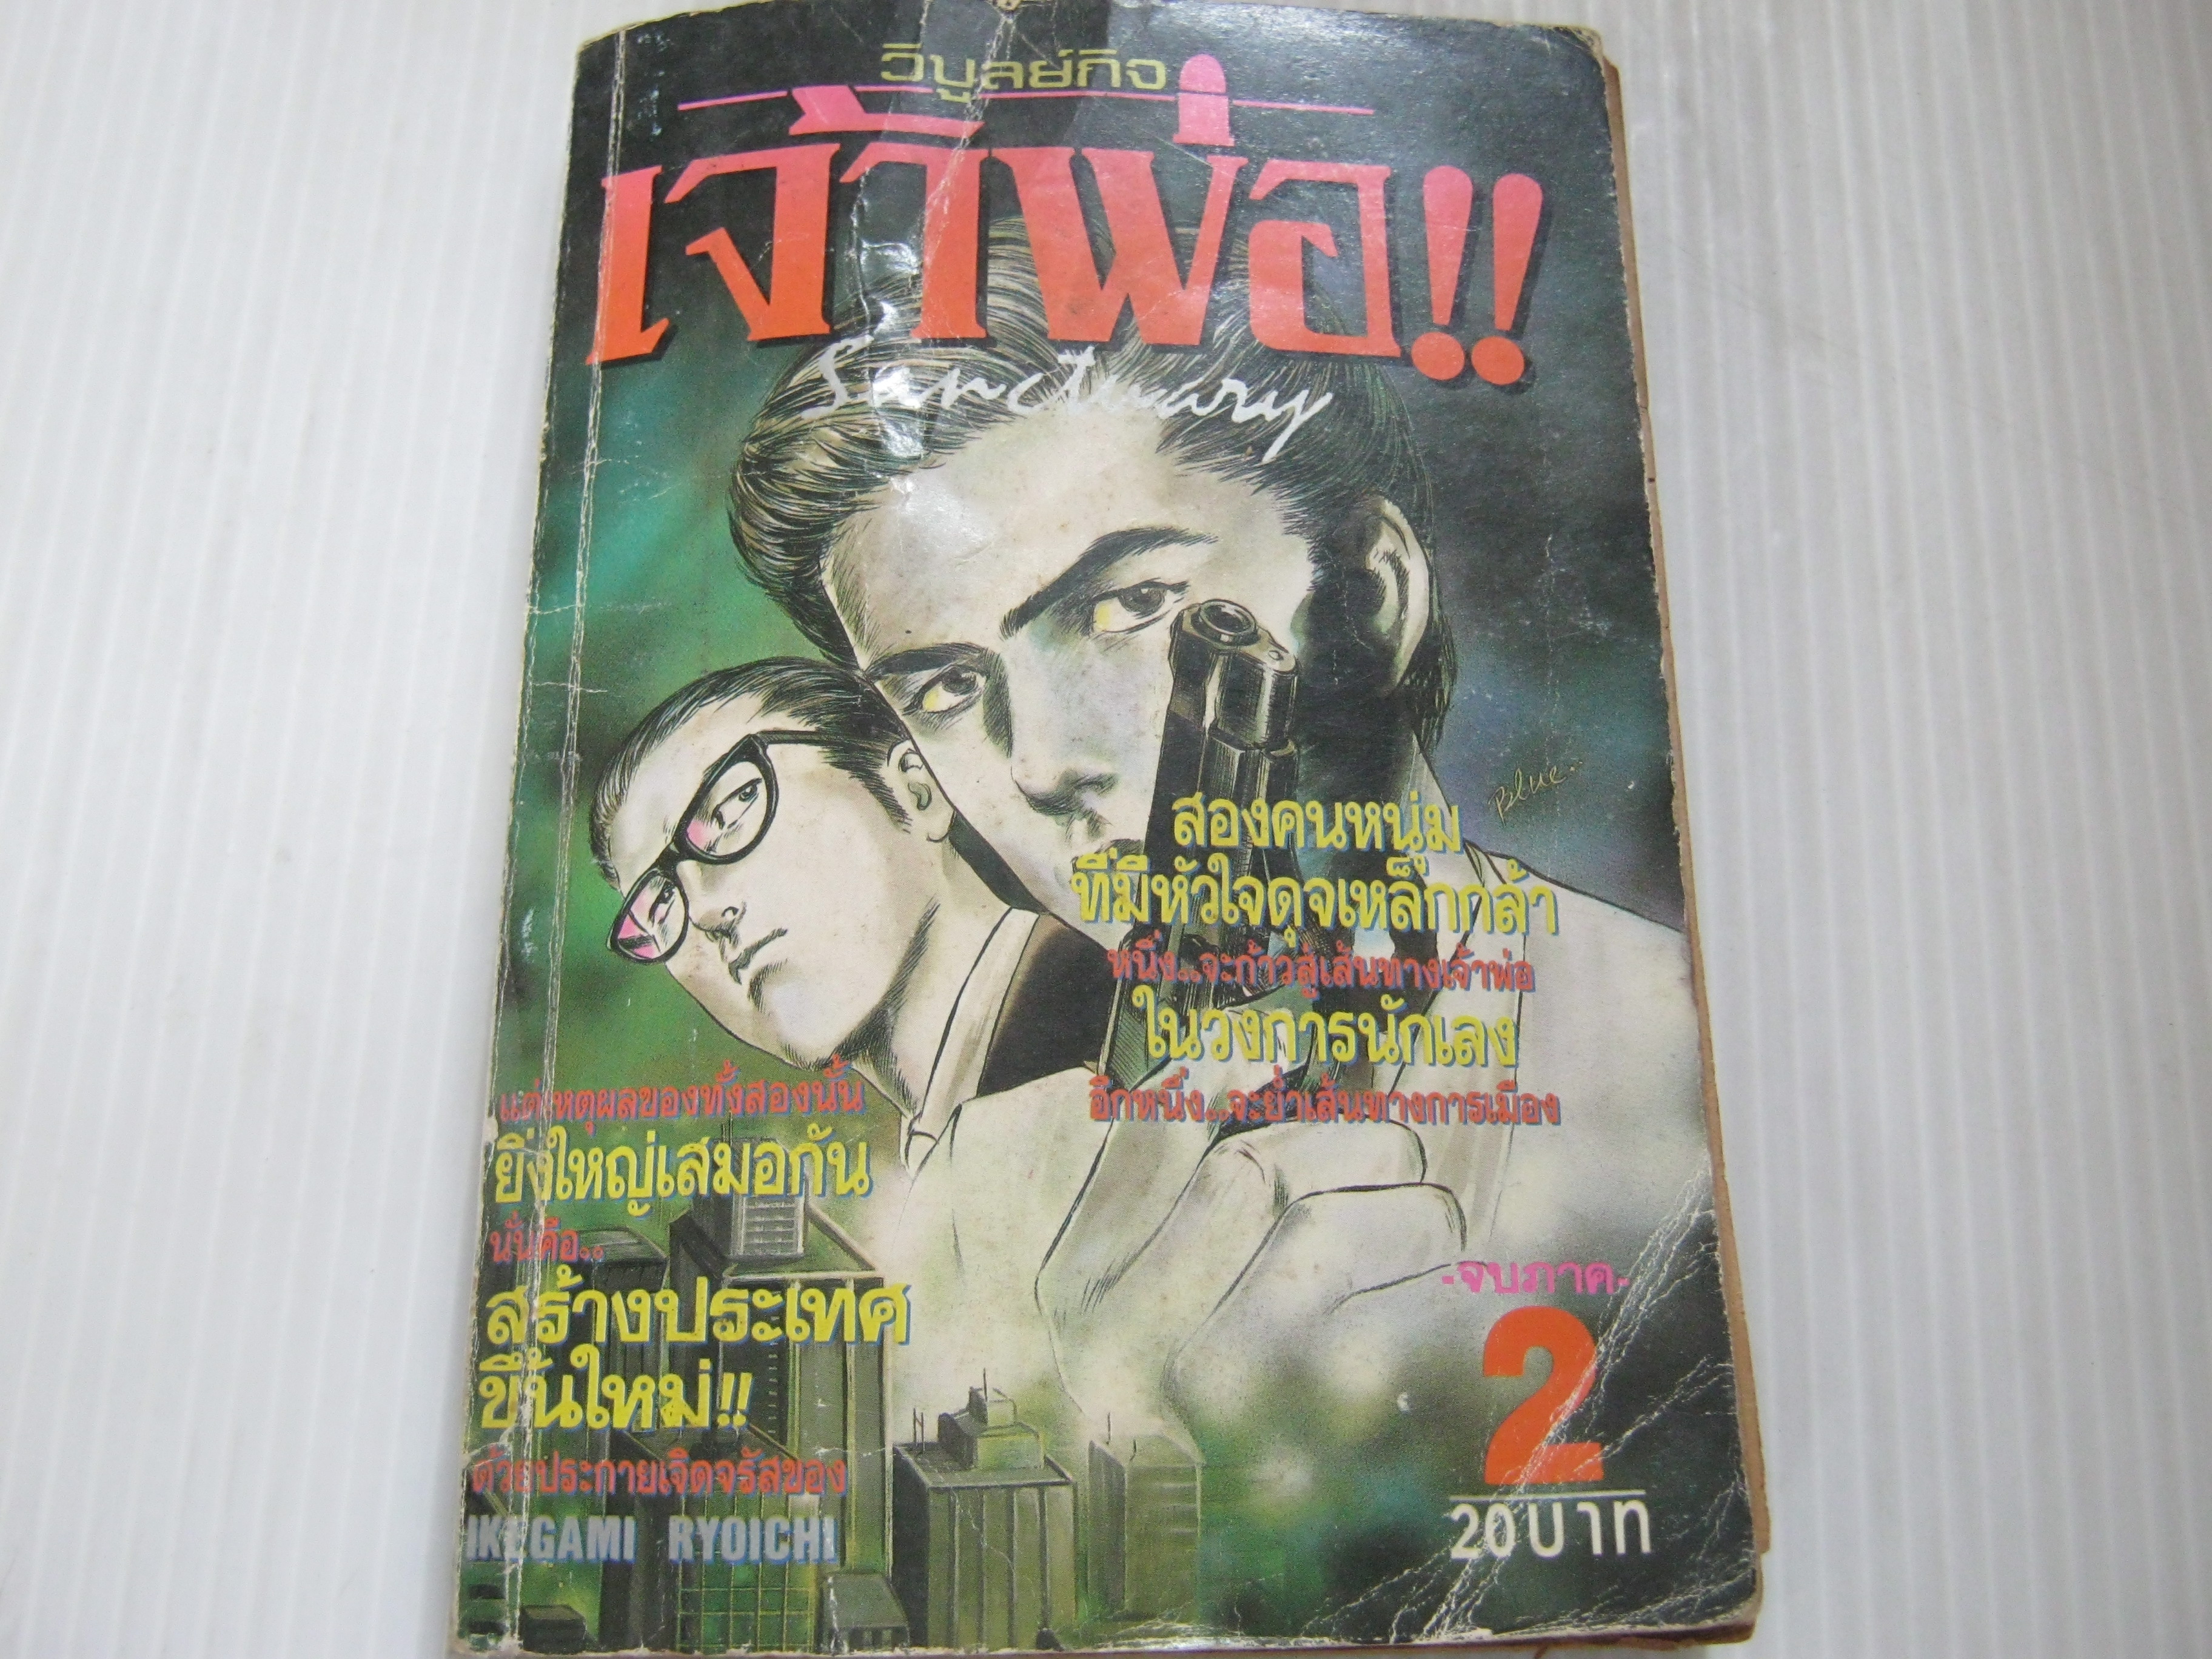 วิบูลย์กิจ
เจ้าพ่อ!!
Sanctuary
Blue...
สองคนหนุ่ม
ที่มีหัวใจดุจเหล็กกล้า
หนึ่ง...จะก้าวสู่เส้นทางเจ้าพ่อ
ในวงการนักเลง
อีกหนึ่ง...จะย่ำเส้นทางการเมือง
แต่เหตุผลของทั้งสองนั้น
ยิ่งใหญ่เสมอกัน
นั่นคือ..
สร้างประเทศ
ขึ้นใหม่!!
ด้วยประกายเจิดจรัสของ
IKEGAMI RYOICHI
-จบภาค-
2
20บาท